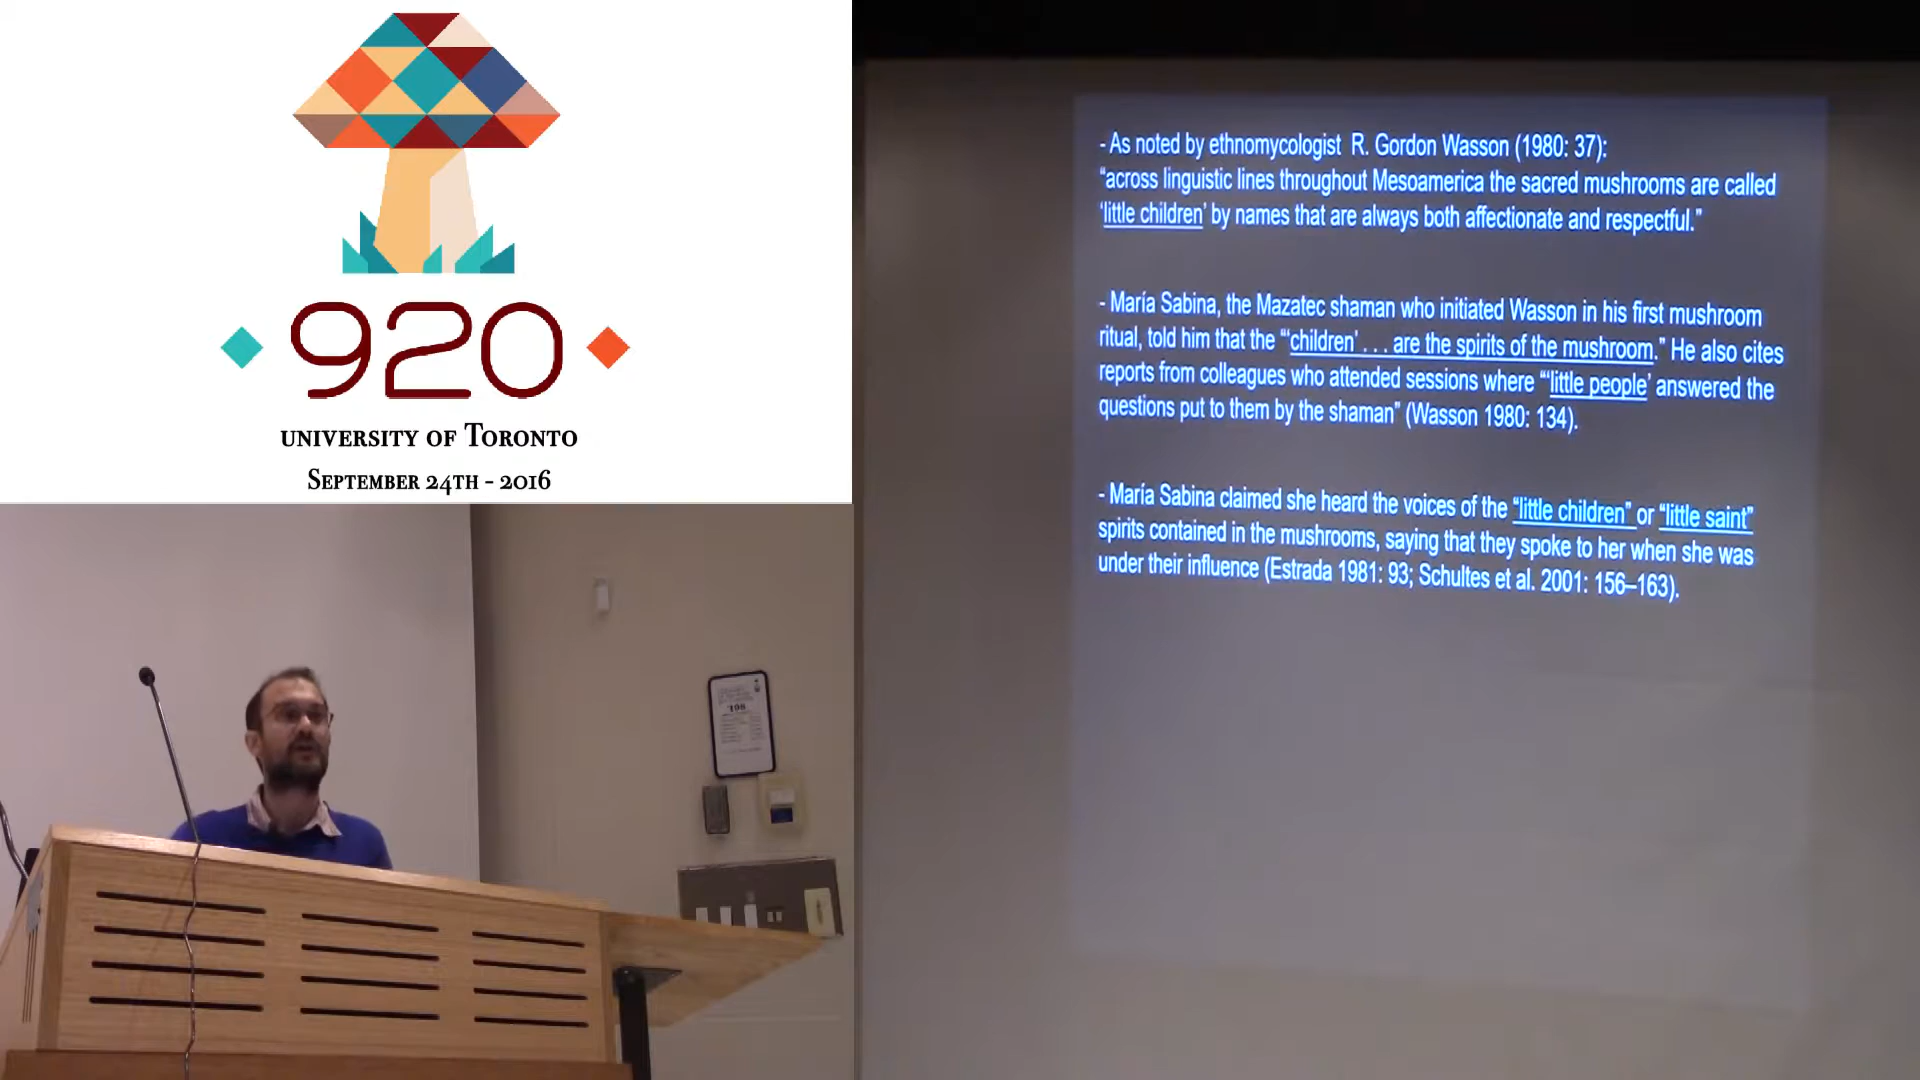 920
UNIVERSITY OF TORONTO
SEPTEMBER 24TH - 2016
- As noted by ethnomycologist R. Gordon Wasson (1980: 37):
“across linguistic lines throughout Mesoamerica the sacred mushrooms are called
‘little children’ by names that are always both affectionate and respectful.”
- María Sabina, the Mazatec shaman who initiated Wasson in his first mushroom
ritual, told him that the “‘children’ . . . are the spirits of the mushroom.” He also cites
reports from colleagues who attended sessions where “‘little people’ answered the
questions put to them by the shaman” (Wasson 1980: 134).
- María Sabina claimed she heard the voices of the “little children” or “little saint”
spirits contained in the mushrooms, saying that they spoke to her when she was
under their influence (Estrada 1981: 93; Schultes et al. 2001: 156–163).